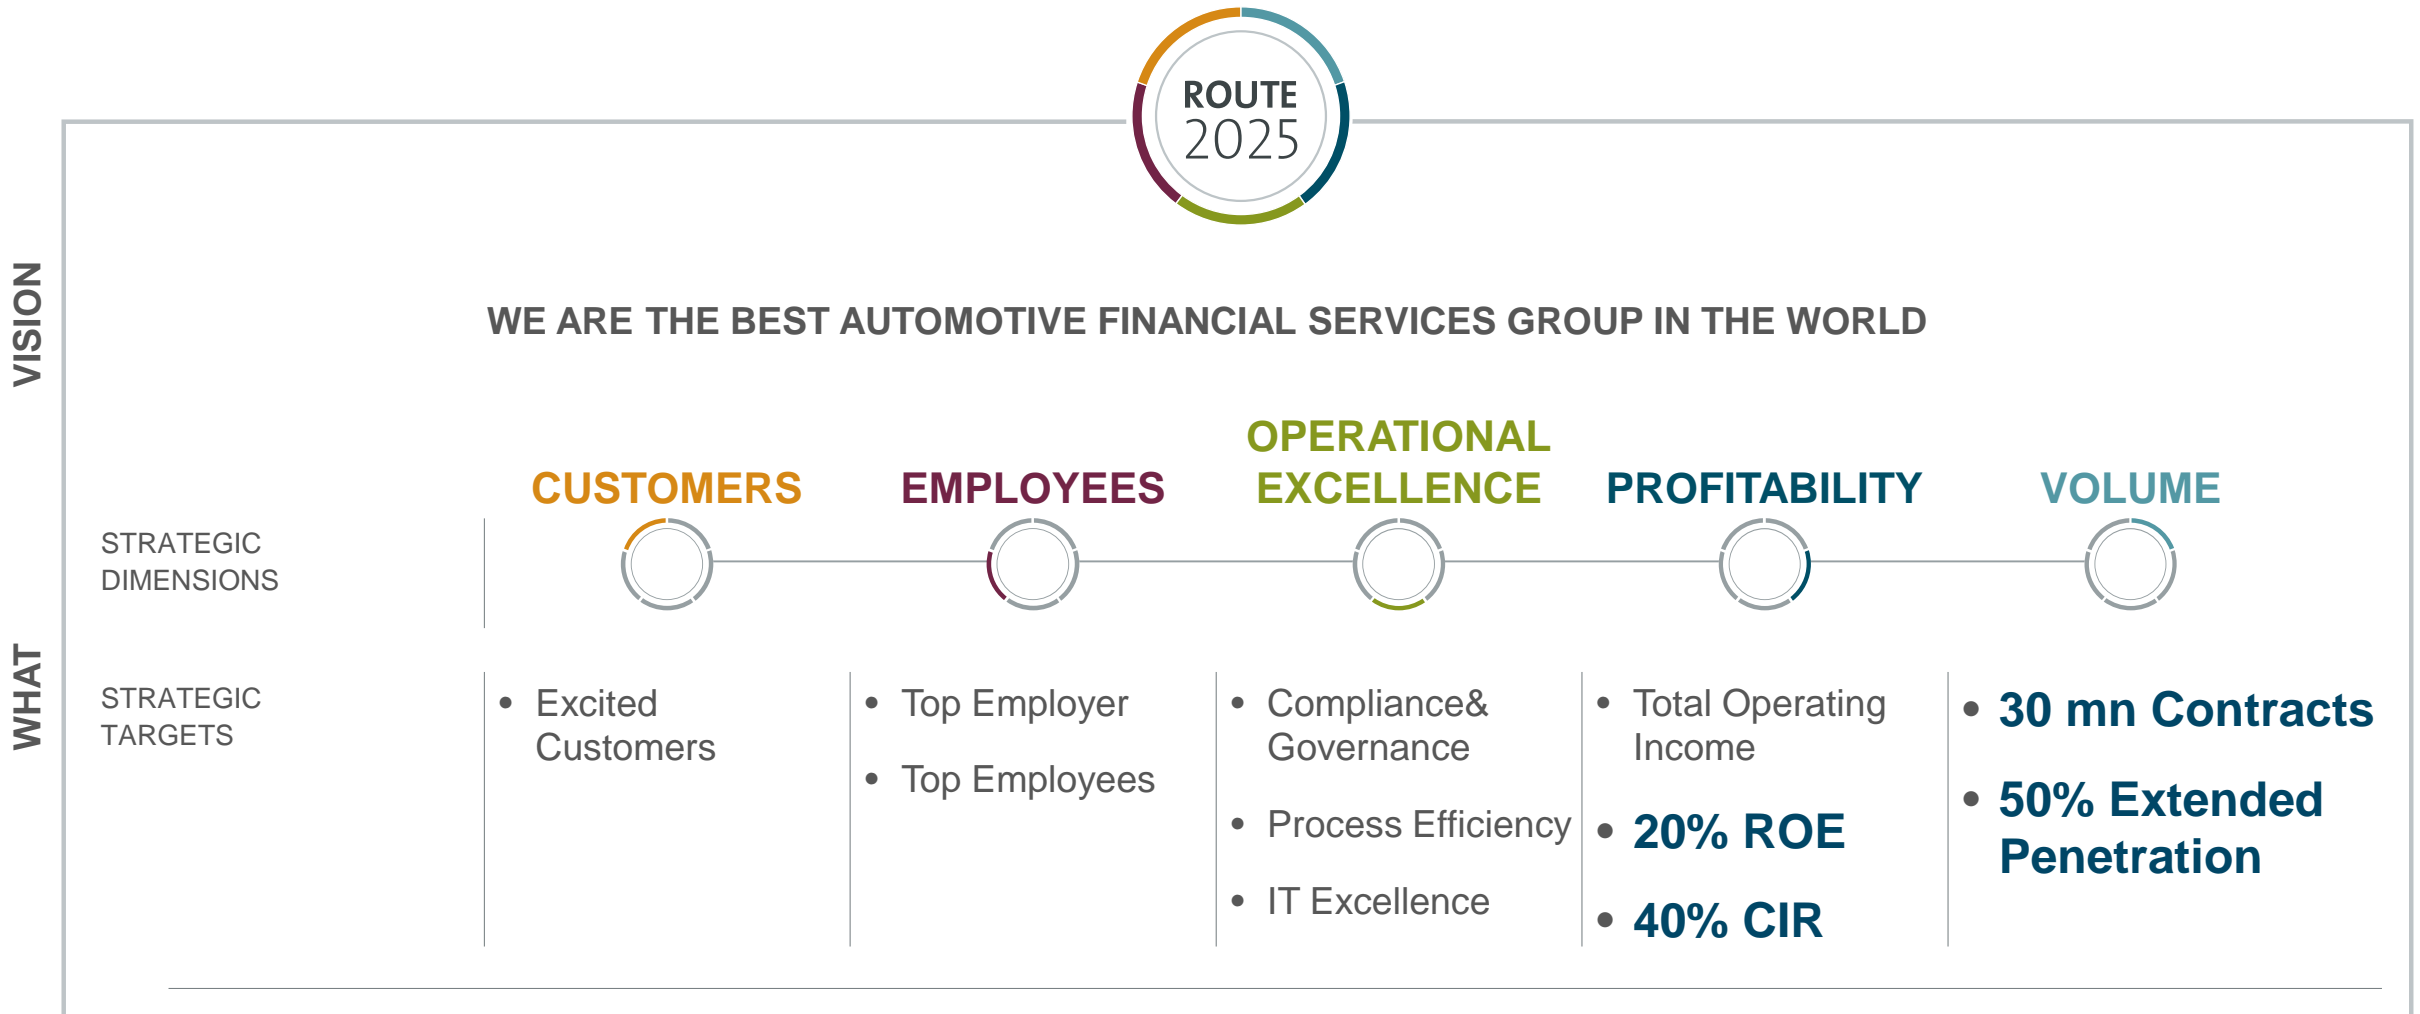 ROUTE
2025
VISION
WE ARE THE BEST AUTOMOTIVE FINANCIAL SERVICES GROUP IN THE WORLD
CUSTOMERS
EMPLOYEES
OPERATIONAL
EXCELLENCE
PROFITABILITY
VOLUME
STRATEGIC
DIMENSIONS
WHAT
STRATEGIC
TARGETS
• Excited
Customers
• Top Employer
• Top Employees
• Compliance&
Governance
• Process Efficiency
• IT Excellence
• Total Operating
Income
• 20% ROE
• 40% CIR
• 30 mn Contracts
• 50% Extended
Penetration